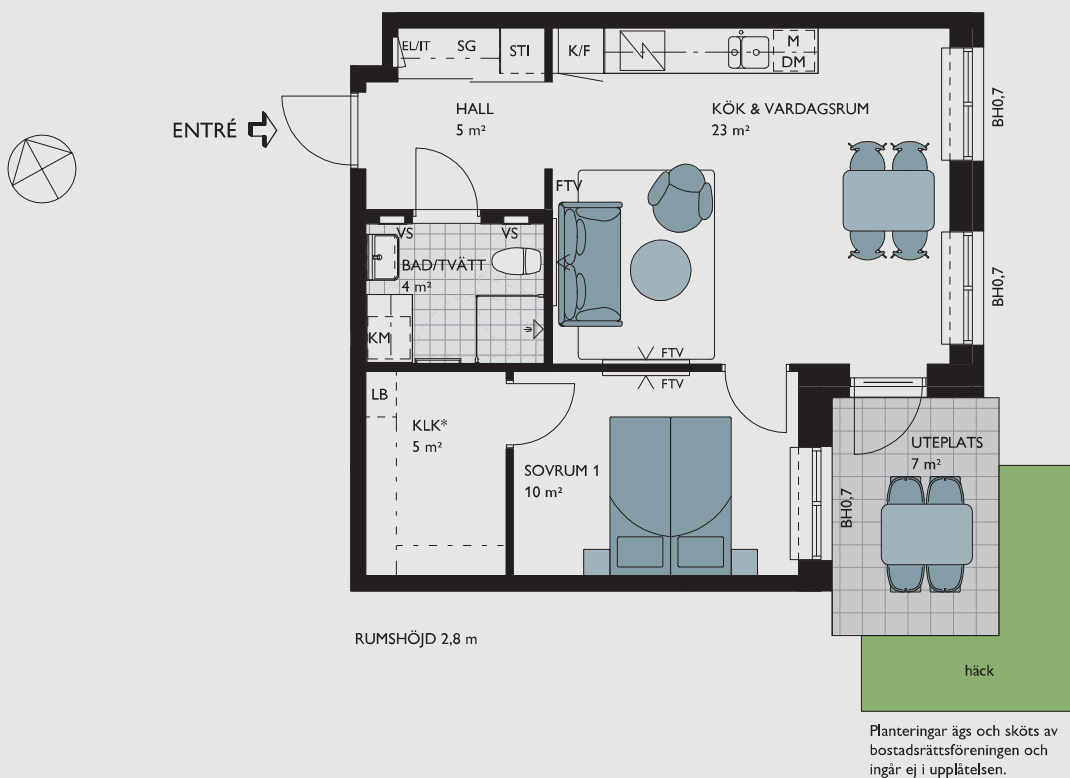 EL/IT
SG
STI
K/F
M
DM
HALL
5 m²
KÖK & VARDAGSRUM
23 m²
BH0,7
ENTRÉ
FTV
VS
VS
BAD/TVÄTT
4 m²
BH0,7
KM
FTV
FTV
LB
KLK*
5 m²
SOVRUM 1
10 m²
BH0,7
UTEPLATS
7 m²
RUMSHÖJD 2,8 m
häck
Planteringar ägs och sköts av
bostadsrättsföreningen och
ingår ej i upplåtelsen.